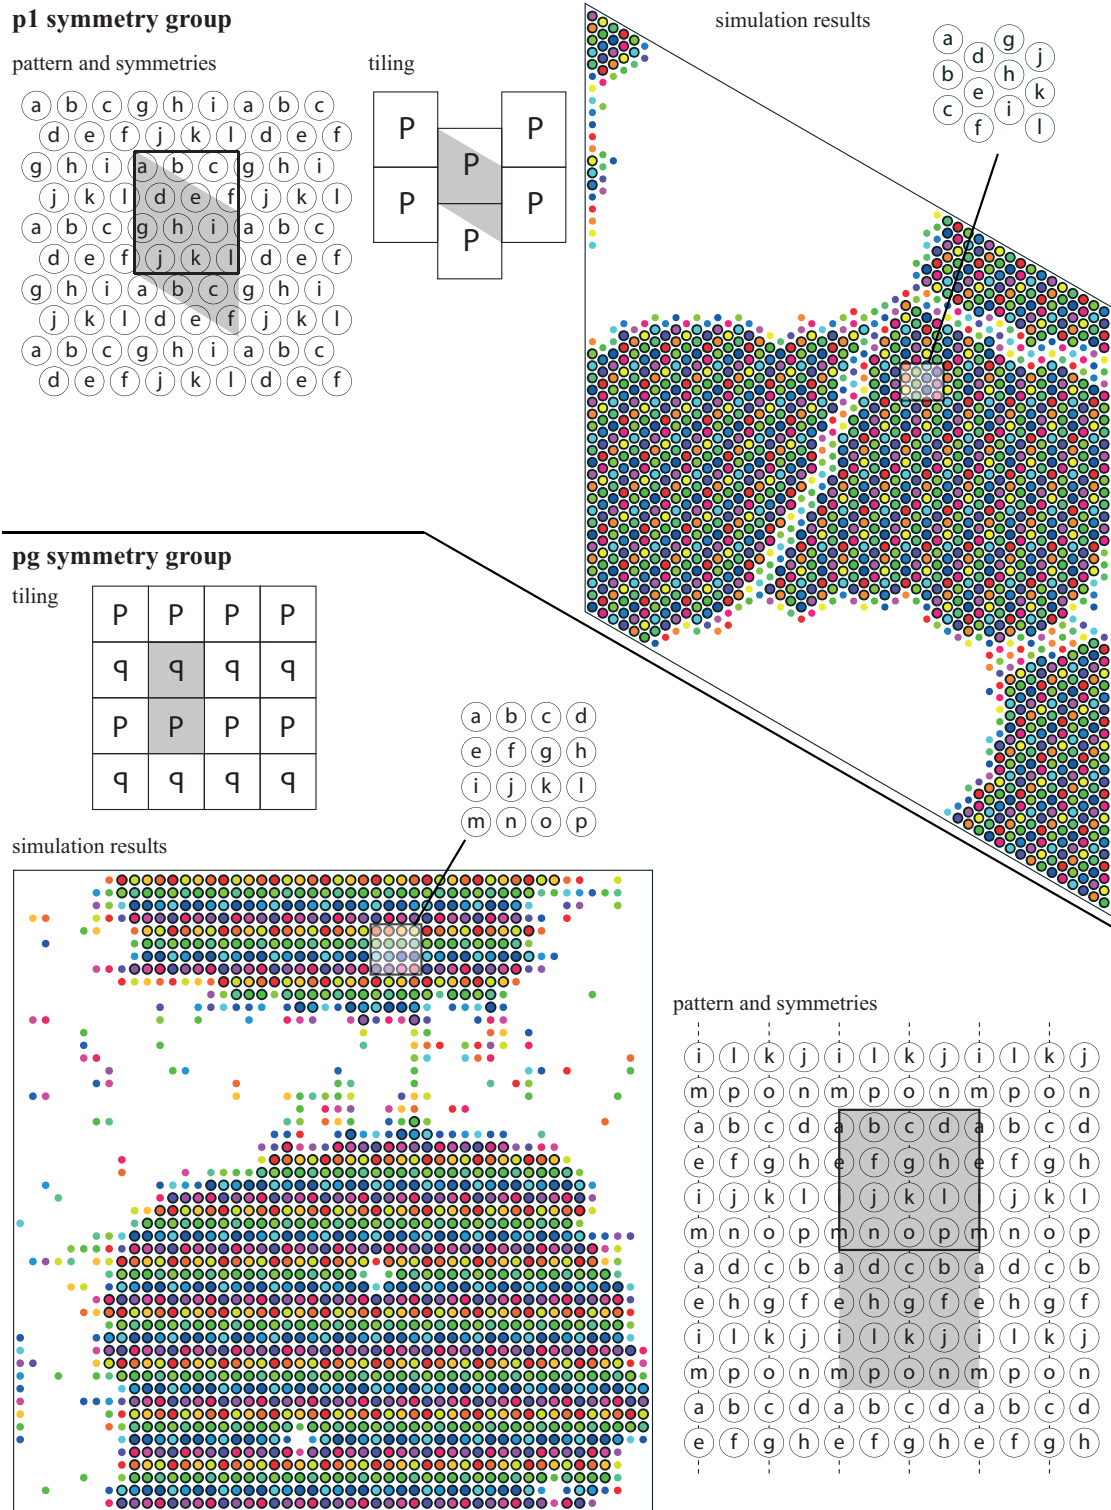 p1 symmetry group
pattern and symmetries
a b c g h i a b c
d e f j k l d e f
g h i a b c g h i
j k l d e f j k l
a b c g h i a b c
d e f j k l d e f
g h i a b c g h i
j k l d e f j k l
a b c g h i a b c
d e f j k l d e f
tiling
P P
P
P P
P
simulation results
a g
d j
b h
e k
c i
f l
pg symmetry group
tiling
P P P P
ꟼ ꟼ ꟼ ꟼ
P P P P
ꟼ ꟼ ꟼ ꟼ
simulation results
a b c d
e f g h
i j k l
m n o p
pattern and symmetries
i l k j i l k j i l k j
m p o n m p o n m p o n
a b c d a b c d a b c d
e f g h e f g h e f g h
i j k l i j k l i j k l
m n o p m n o p m n o p
a d c b a d c b a d c b
e h g f e h g f e h g f
i l k j i l k j i l k j
m p o n m p o n m p o n
a b c d a b c d a b c d
e f g h e f g h e f g h